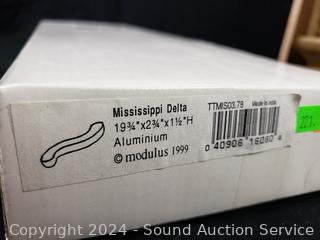 Mississippi Delta
19¾"x2¾"x1½"H
Aluminium
© modulus 1999
TTMIS03.78 Made in India
0 40906 16080 4
221.
Copyright © 2024 - Sound Auction Service